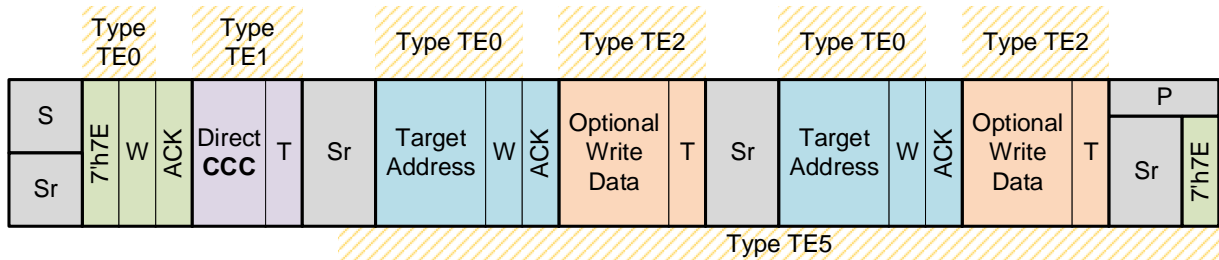 Type
TE0
Type
TE1
Type TE0
Type TE2
Type TE0
Type TE2
S
Sr
7'h7E
W
ACK
Direct
CCC
T
Sr
Target
Address
W
ACK
Optional
Write
Data
T
Sr
Target
Address
W
ACK
Optional
Write
Data
T
P
Sr
7'h7E
Type TE5